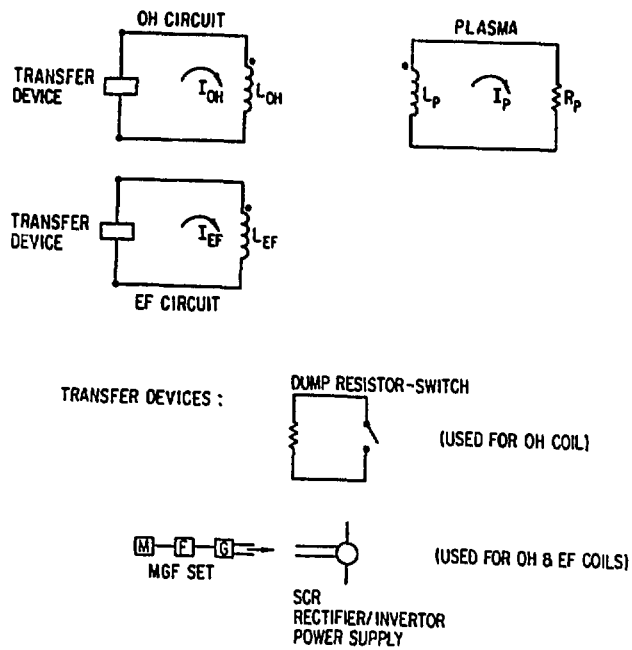 OH CIRCUIT
TRANSFER
DEVICE
I_OH
L_OH
PLASMA
L_P
I_P
R_P
TRANSFER
DEVICE
I_EF
L_EF
EF CIRCUIT
TRANSFER DEVICES :
DUMP RESISTOR-SWITCH
(USED FOR OH COIL)
M
F
G
MGF SET
(USED FOR OH & EF COILS)
SCR
RECTIFIER/INVERTOR
POWER SUPPLY